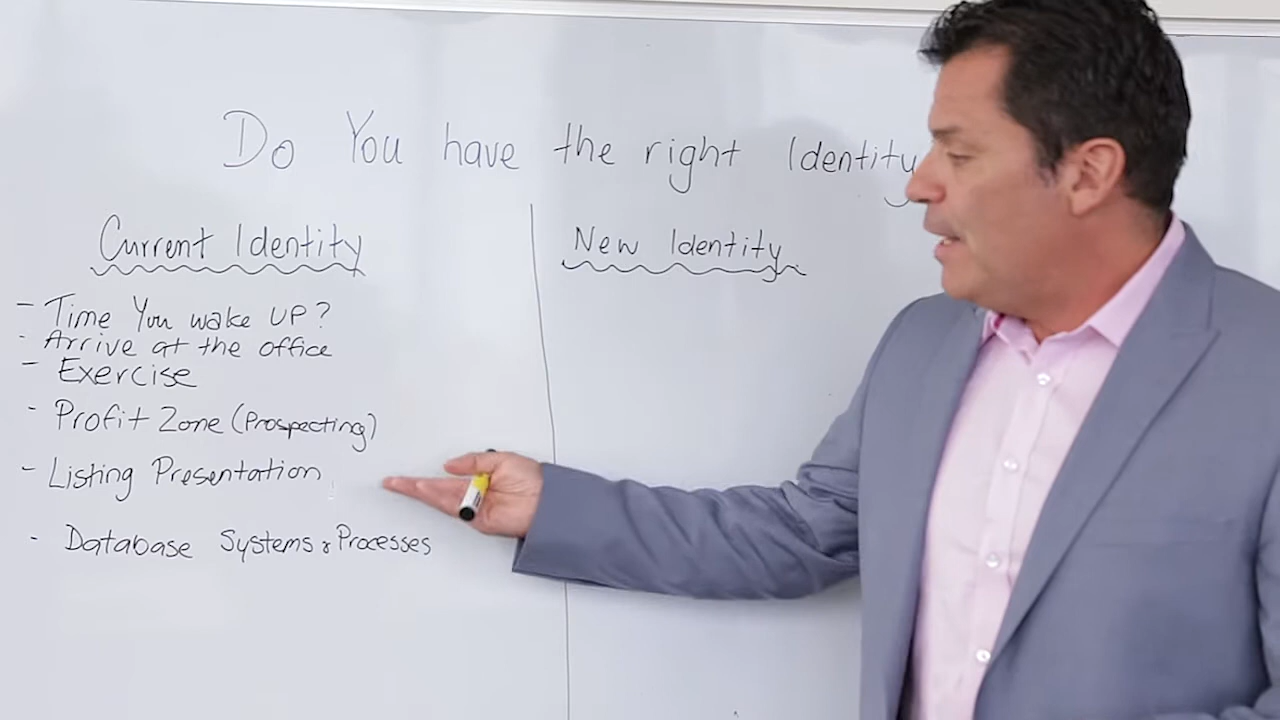 Do You have the right Identity
Current Identity
New Identity
- Time You wake UP?
- Arrive at the office
- Exercise
- Profit Zone (Prospecting)
- Listing Presentation
- Database Systems & Processes